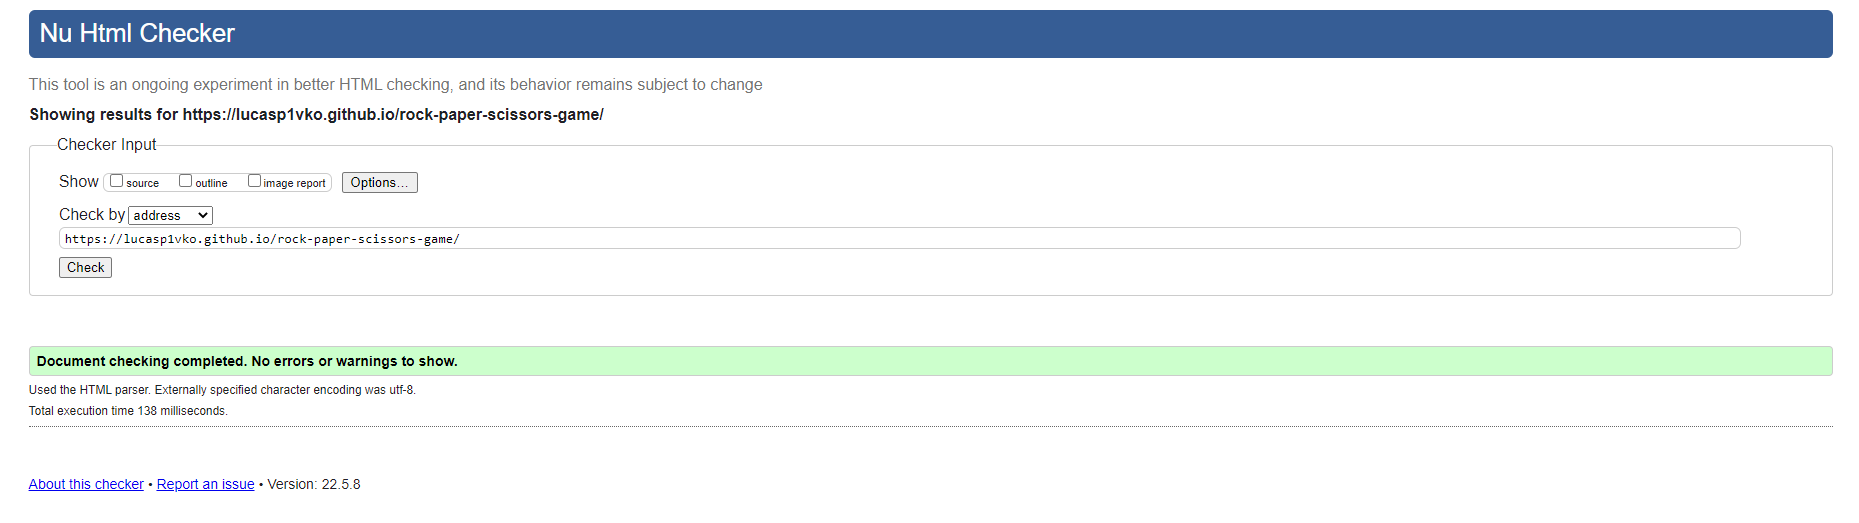 Nu Html Checker
This tool is an ongoing experiment in better HTML checking, and its behavior remains subject to change
Showing results for https://lucasp1vko.github.io/rock-paper-scissors-game/
Checker Input
Show source outline image report Options...
Check by address
https://lucasp1vko.github.io/rock-paper-scissors-game/
Check
Document checking completed. No errors or warnings to show.
Used the HTML parser. Externally specified character encoding was utf-8.
Total execution time 138 milliseconds.
About this checker • Report an issue • Version: 22.5.8